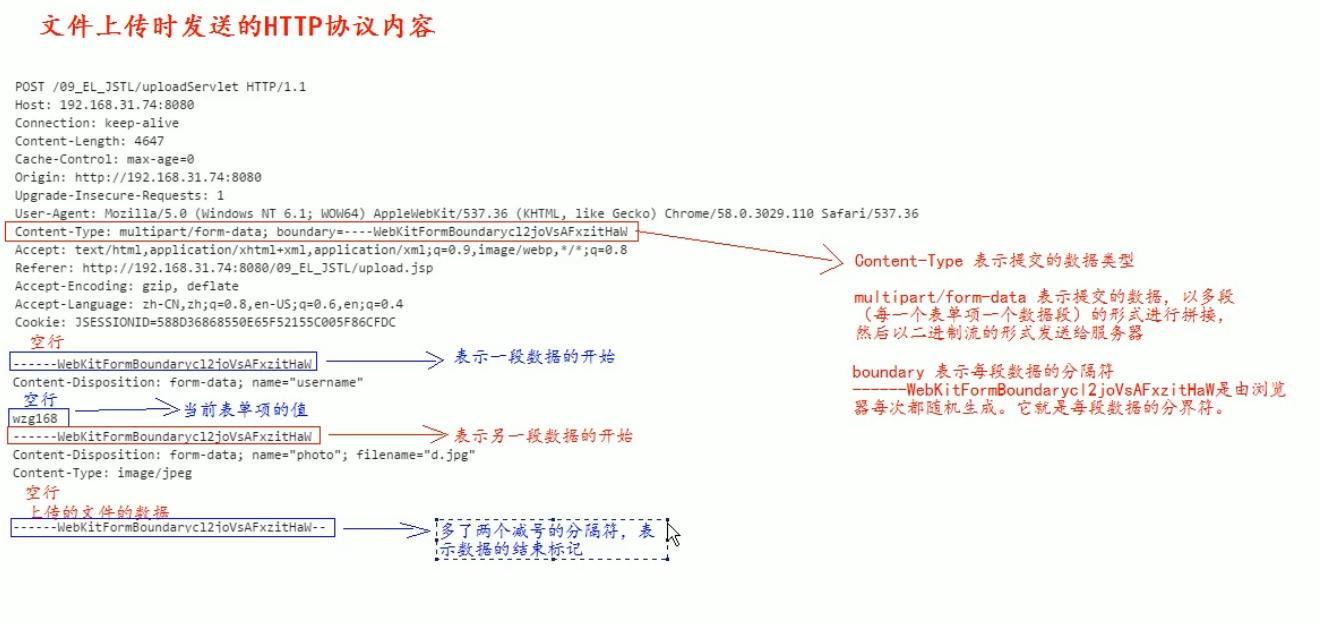 文件上传时发送的HTTP协议内容
POST /09_EL_JSTL/uploadServlet HTTP/1.1
Host: 192.168.31.74:8080
Connection: keep-alive
Content-Length: 4647
Cache-Control: max-age=0
Origin: http://192.168.31.74:8080
Upgrade-Insecure-Requests: 1
User-Agent: Mozilla/5.0 (Windows NT 6.1; WOW64) AppleWebKit/537.36 (KHTML, like Gecko) Chrome/58.0.3029.110 Safari/537.36
Content-Type: multipart/form-data; boundary=----WebKitFormBoundarycl2joVsAFxzitHaW
Accept: text/html,application/xhtml+xml,application/xml;q=0.9,image/webp,*/*;q=0.8
Referer: http://192.168.31.74:8080/09_EL_JSTL/upload.jsp
Accept-Encoding: gzip, deflate
Accept-Language: zh-CN,zh;q=0.8,en-US;q=0.6,en;q=0.4
Cookie: JSESSIONID=588D36868550E65F52155C005F86CFDC
空行
------WebKitFormBoundarycl2joVsAFxzitHaW
表示一段数据的开始
Content-Disposition: form-data; name="username"
空行
当前表单项的值
wzg168
------WebKitFormBoundarycl2joVsAFxzitHaW
表示另一段数据的开始
Content-Disposition: form-data; name="photo"; filename="d.jpg"
Content-Type: image/jpeg
空行
上传的文件的数据
------WebKitFormBoundarycl2joVsAFxzitHaW--
多了两个减号的分隔符，表
示数据的结束标记
Content-Type 表示提交的数据类型
multipart/form-data 表示提交的数据，以多段
（每一个表单项一个数据段）的形式进行拼接，
然后以二进制流的形式发送给服务器
boundary 表示每段数据的分隔符
------WebKitFormBoundarycl2joVsAFxzitHaW是由浏览
器每次都随机生成。它就是每段数据的分界符。